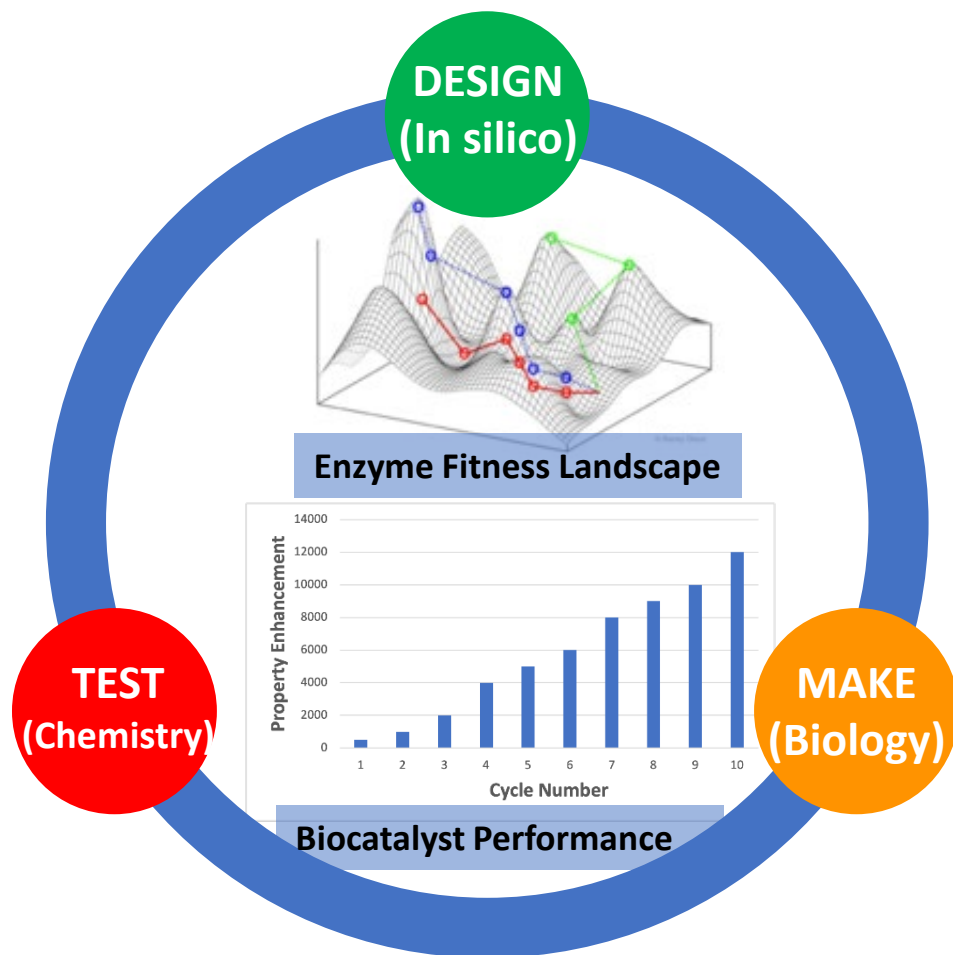 DESIGN
(In silico)
Enzyme Fitness Landscape
14000
12000
10000
8000
6000
4000
2000
0
Property Enhancement
1 2 3 4 5 6 7 8 9 10
Cycle Number
TEST
(Chemistry)
MAKE
(Biology)
Biocatalyst Performance